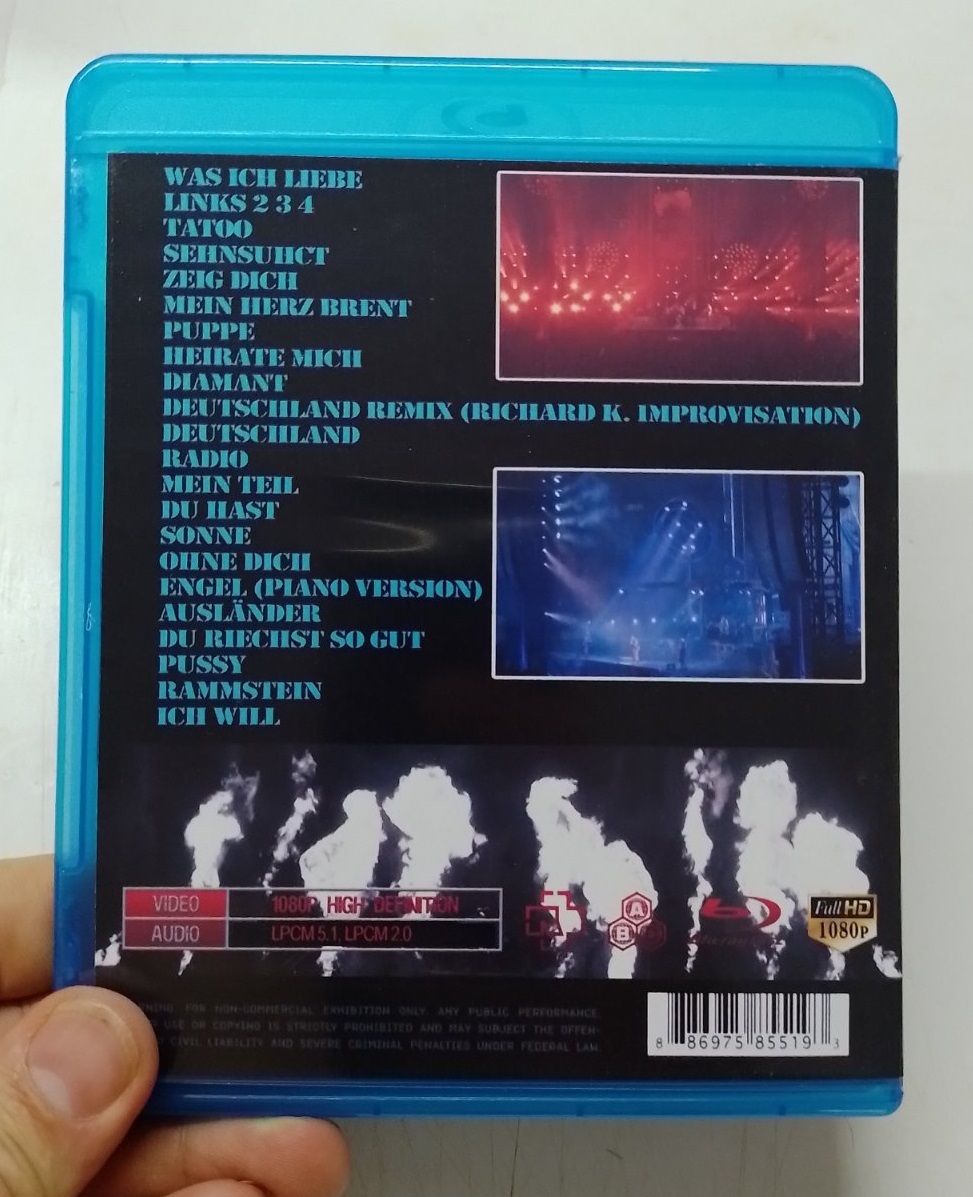 WAS ICH LIEBE
LINKS 2 3 4
TATOO
SEHNSUHCT
ZEIG DICH
MEIN HERZ BRENT
PUPPE
HEIRATE MICH
DIAMANT
DEUTSCHLAND REMIX (RICHARD K. IMPROVISATION)
DEUTSCHLAND
RADIO
MEIN TEIL
DU HAST
SONNE
OHNE DICH
ENGEL (PIANO VERSION)
AUSLÄNDER
DU RIECHST SO GUT
PUSSY
RAMMSTEIN
ICH WILL
VIDEO 1080P HIGH DEFINITION
AUDIO LPCM 5.1, LPCM 2.0
A B
Blu-ray
Full HD
1080P
FOR NON-COMMERCIAL EXHIBITION ONLY. ANY PUBLIC PERFORMANCE,
USE OR COPYING IS STRICTLY PROHIBITED AND MAY SUBJECT THE OFFEN-
CIVIL LIABILITY AND SEVERE CRIMINAL PENALTIES UNDER FEDERAL LAW.
8 86975 85519 3